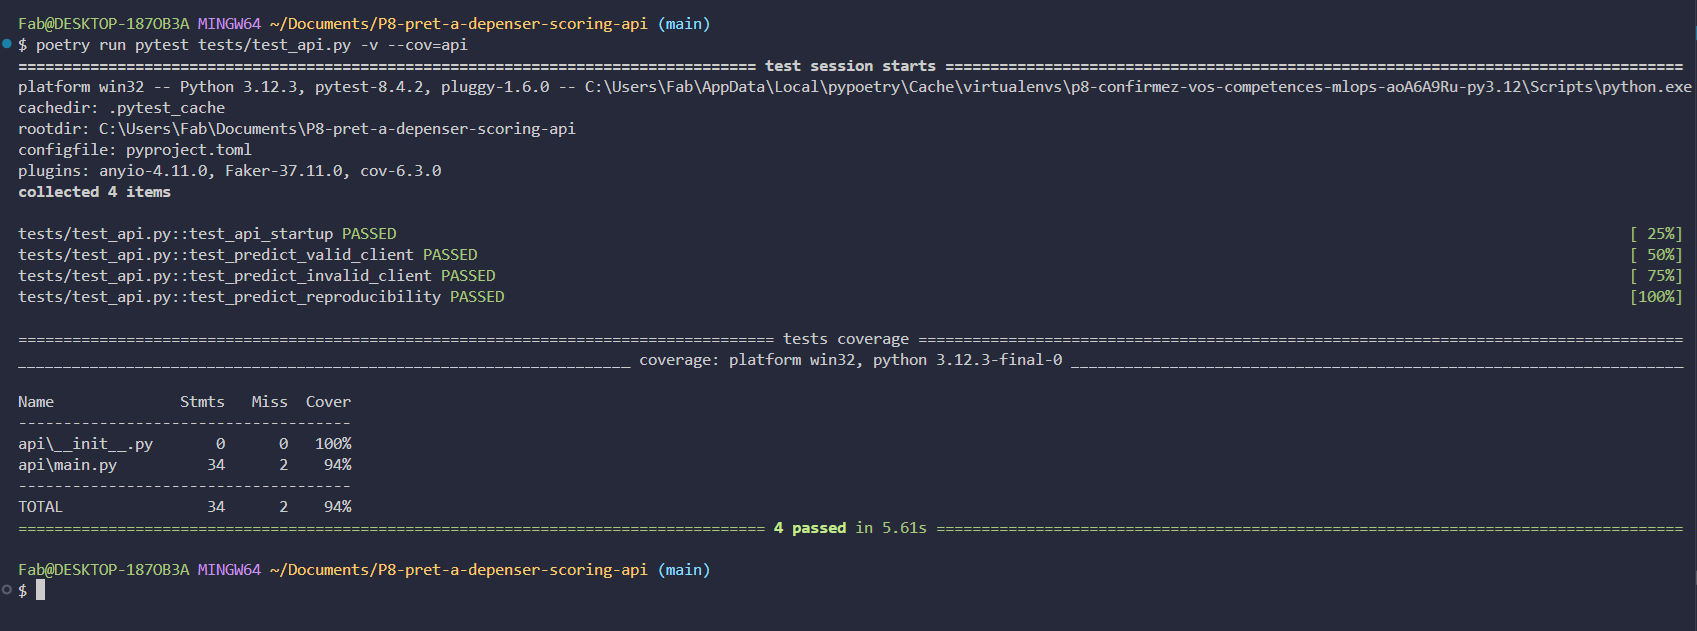 Fab@DESKTOP-187OB3A MINGW64 ~/Documents/P8-pret-a-depenser-scoring-api (main)
$ poetry run pytest tests/test_api.py -v --cov=api
================================================================================== test session starts ==================================================================================
platform win32 -- Python 3.12.3, pytest-8.4.2, pluggy-1.6.0 -- C:\Users\Fab\AppData\Local\pypoetry\Cache\virtualenvs\p8-confirmez-vos-competences-mlops-aoA6A9Ru-py3.12\Scripts\python.exe
cachedir: .pytest_cache
rootdir: C:\Users\Fab\Documents\P8-pret-a-depenser-scoring-api
configfile: pyproject.toml
plugins: anyio-4.11.0, Faker-37.11.0, cov-6.3.0
collected 4 items
tests/test_api.py::test_api_startup PASSED [ 25%]
tests/test_api.py::test_predict_valid_client PASSED [ 50%]
tests/test_api.py::test_predict_invalid_client PASSED [ 75%]
tests/test_api.py::test_predict_reproducibility PASSED [100%]
==================================================================================== tests coverage =====================================================================================
____________________________________________________________________ coverage: platform win32, python 3.12.3-final-0 ____________________________________________________________________
Name              Stmts   Miss  Cover
-------------------------------------
api\__init__.py       0      0   100%
api\main.py          34      2    94%
-------------------------------------
TOTAL                34      2    94%
=================================================================================== 4 passed in 5.61s ===================================================================================
Fab@DESKTOP-187OB3A MINGW64 ~/Documents/P8-pret-a-depenser-scoring-api (main)
$